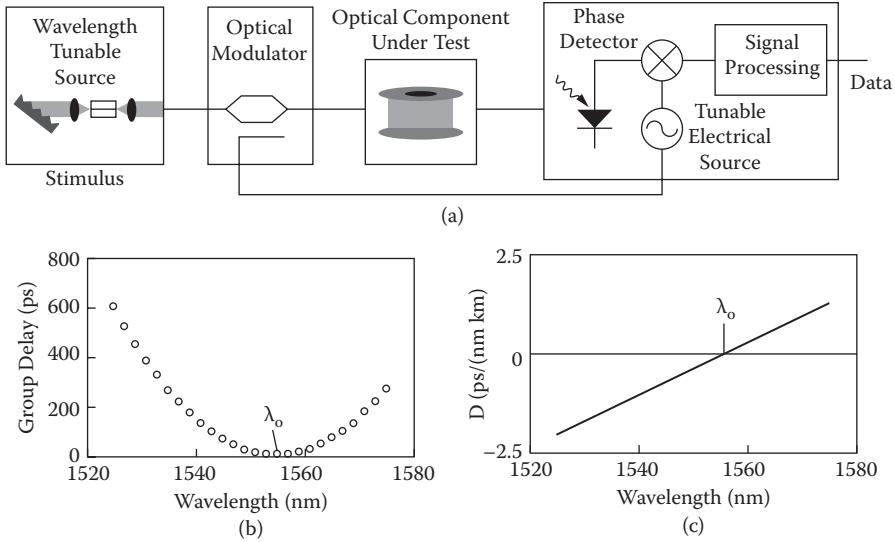 Wavelength
Tunable
Source
Stimulus
Optical
Modulator
Optical Component
Under Test
Phase
Detector
Signal
Processing
Data
Tunable
Electrical
Source
(a)
Group Delay (ps)
800
600
400
200
0
λo
1520
1540
1560
1580
Wavelength (nm)
(b)
D (ps/(nm km)
2.5
0
−2.5
λo
1520
1540
1560
1580
Wavelength (nm)
(c)